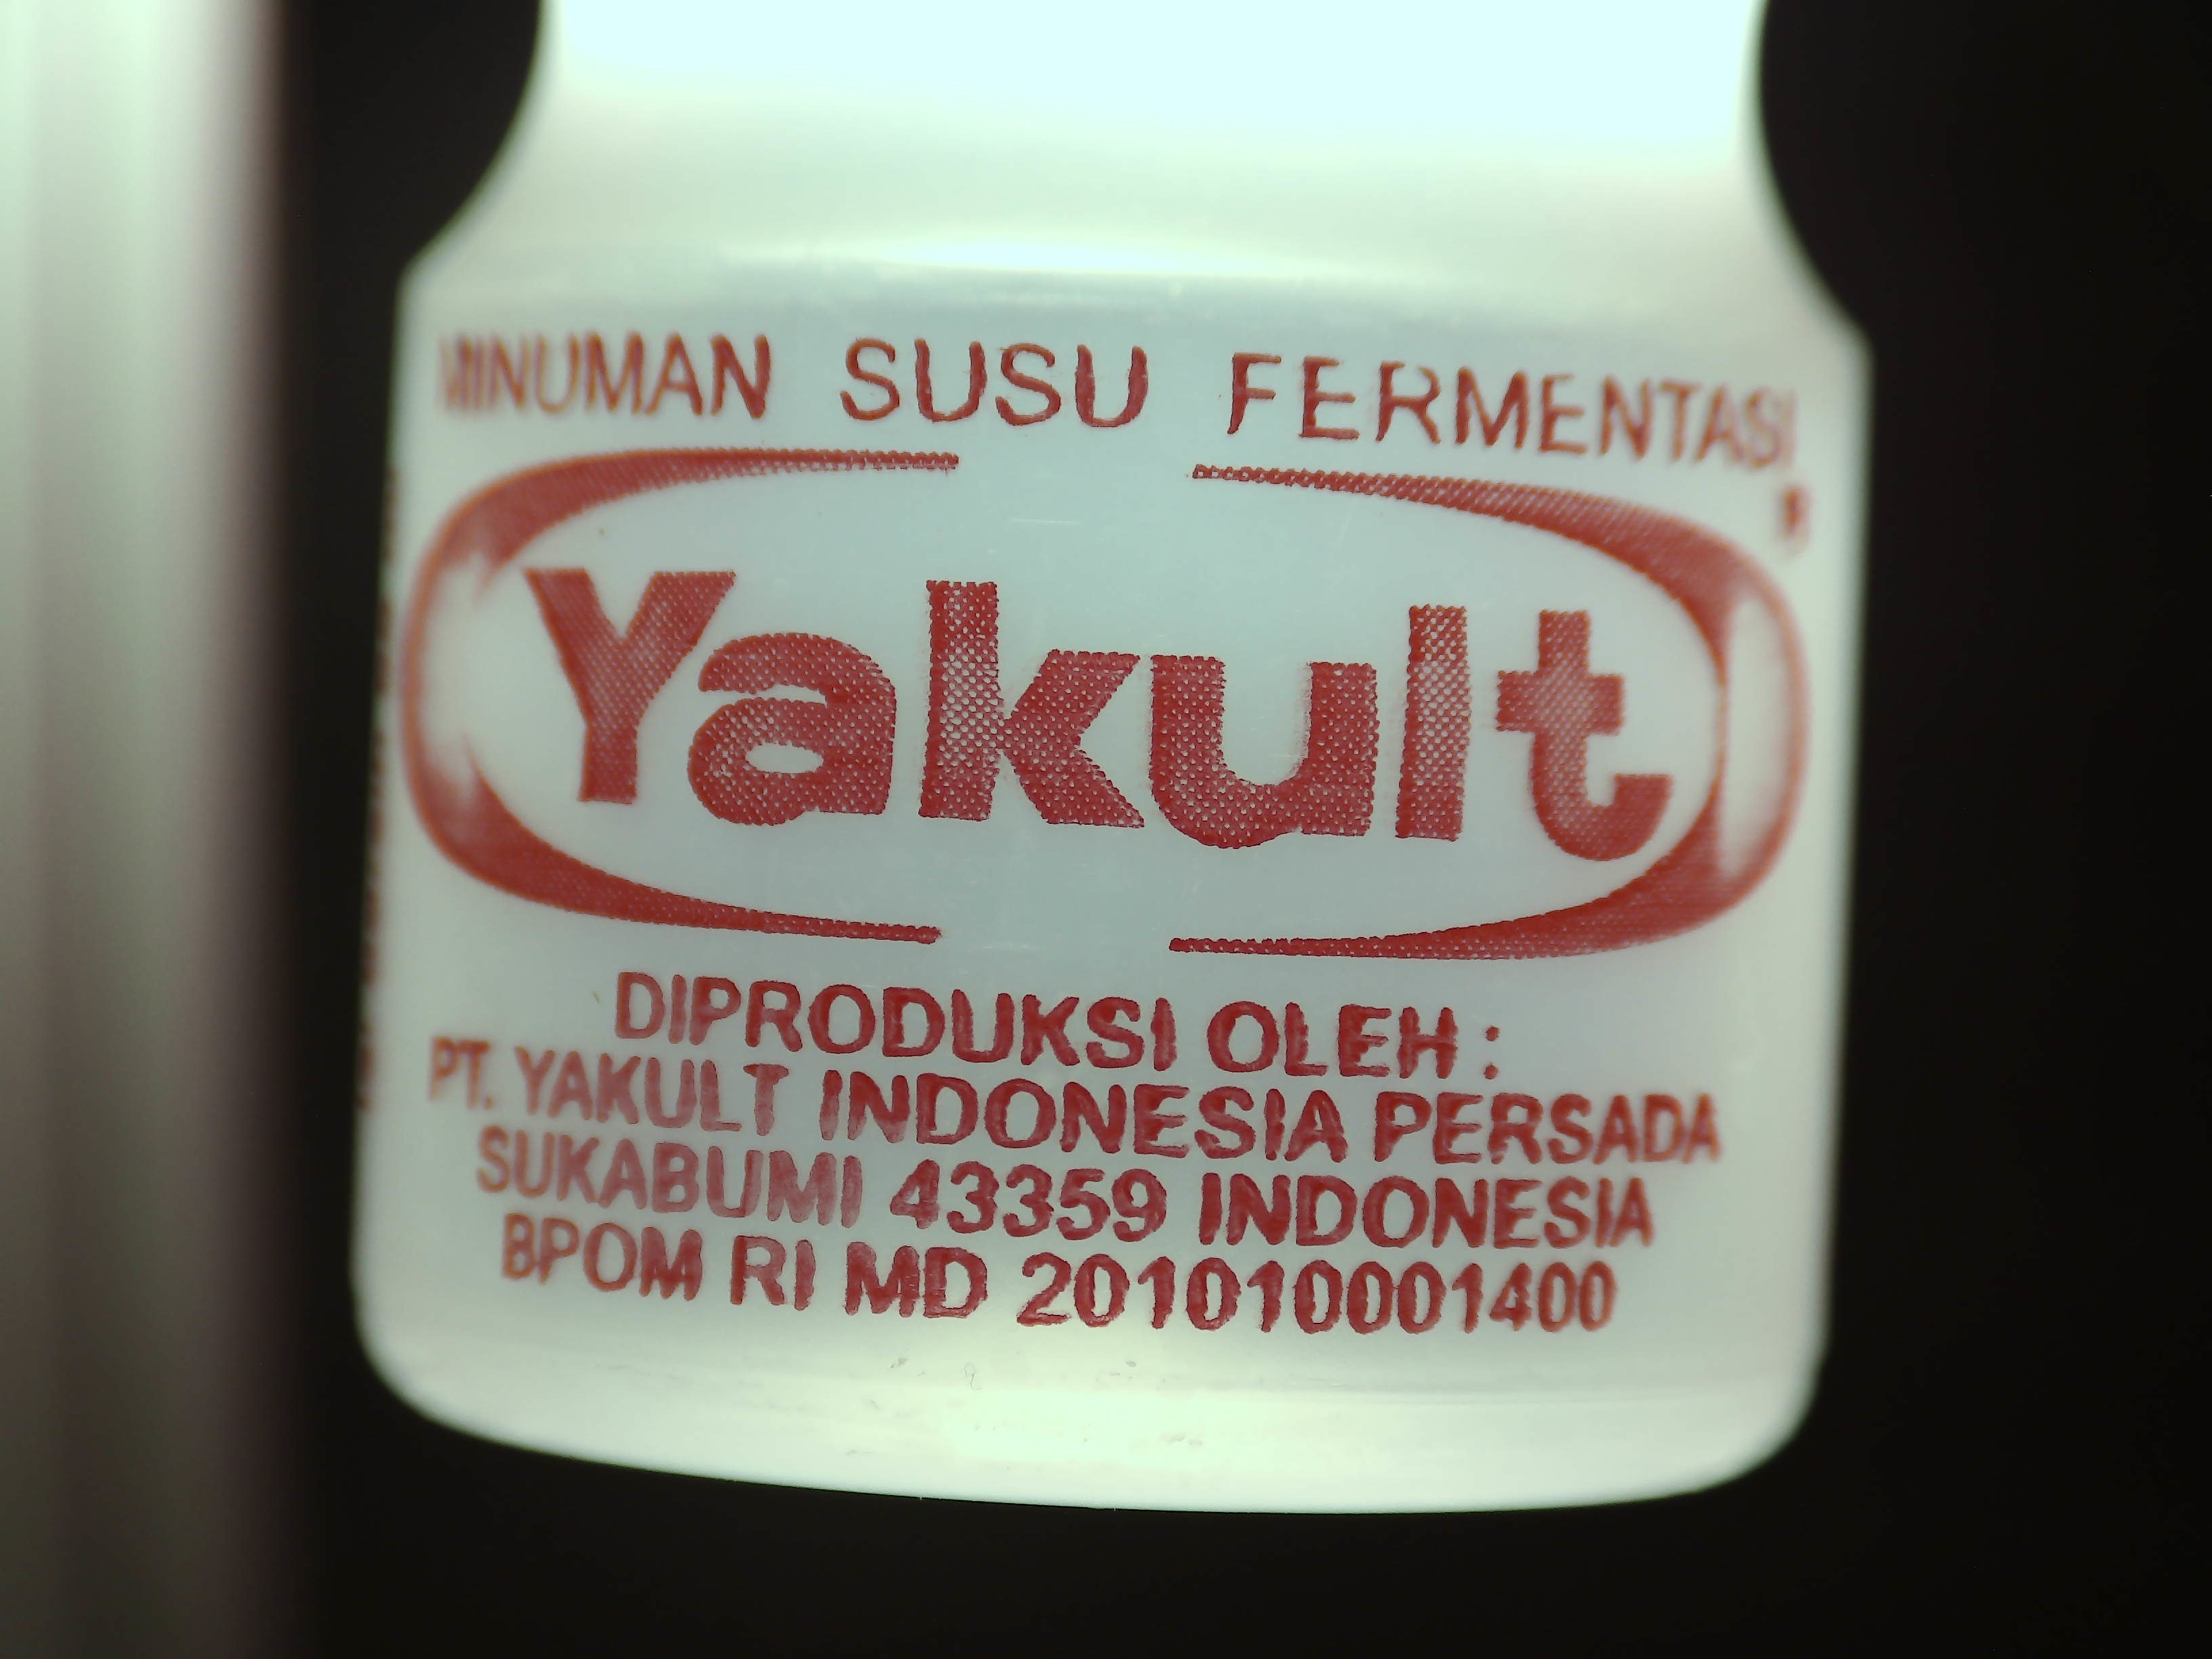 MINUMAN SUSU FERMENTASI
Yakult
DIPRODUKSI OLEH :
PT. YAKULT INDONESIA PERSADA
SUKABUMI 43359 INDONESIA
BPOM RI MD 201010001400